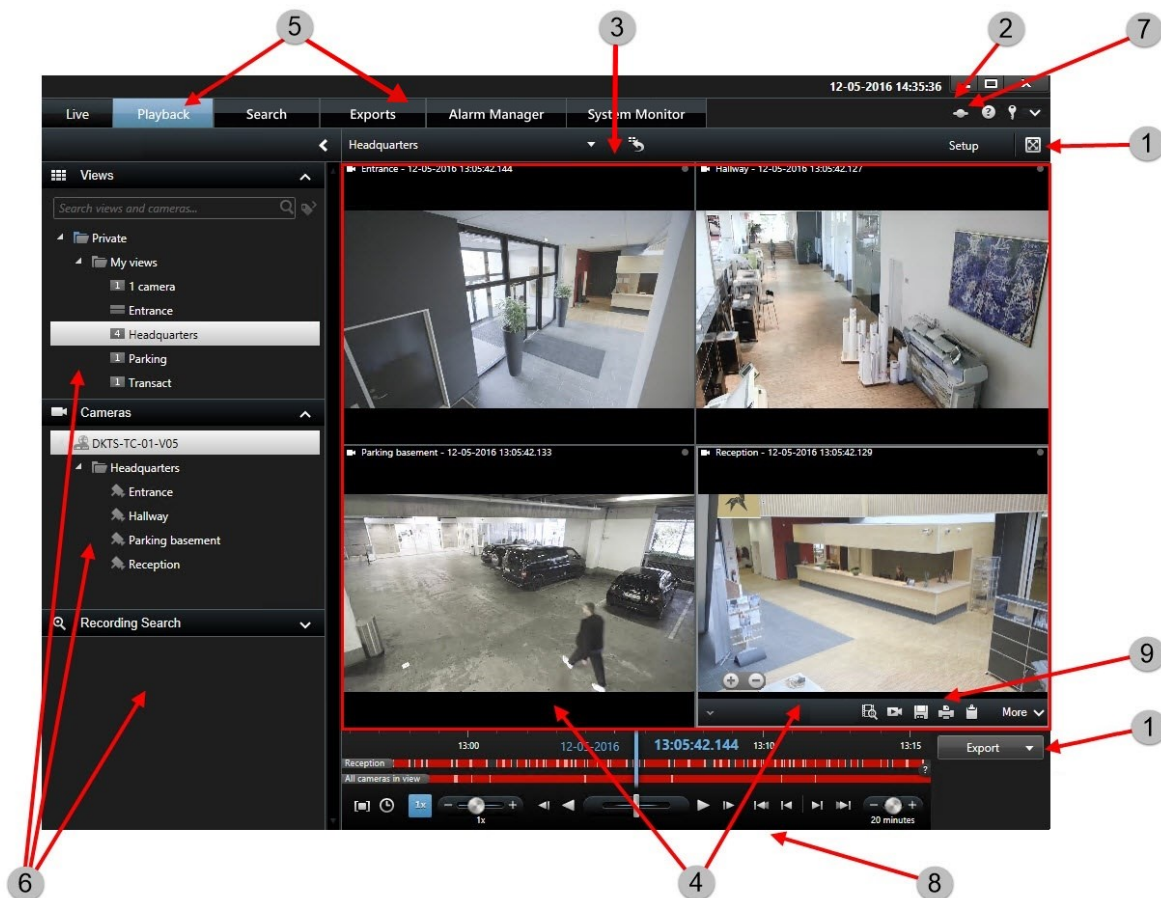 5
3
2
7
12-05-2016 14:35:36
Live
Playback
Search
Exports
Alarm Manager
System Monitor
Headquarters
Setup
1
Views
Search views and cameras...
Private
My views
1 1 camera
Entrance
4 Headquarters
1 Parking
1 Transact
Cameras
DKTS-TC-01-V05
Headquarters
Entrance
Hallway
Parking basement
Reception
Recording Search
Entrance - 12-05-2016 13:05:42.144
Hallway - 12-05-2016 13:05:42.127
Parking basement - 12-05-2016 13:05:42.133
Reception - 12-05-2016 13:05:42.129
9
More
1
13:00
12-05-2016
13:05:42.144
13:10
13:15
Export
Reception
?
All cameras in view
1x
1x
20 minutes
6
4
8